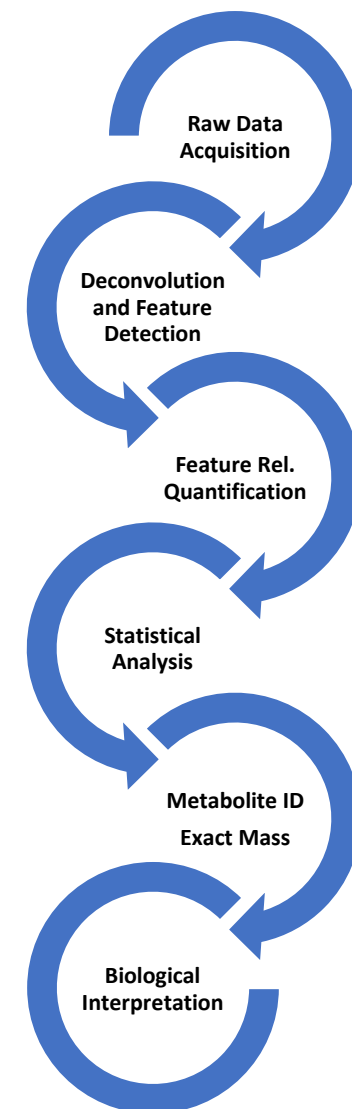 Raw Data
Acquisition
Deconvolution
and Feature
Detection
Feature Rel.
Quantification
Statistical
Analysis
Metabolite ID
Exact Mass
Biological
Interpretation